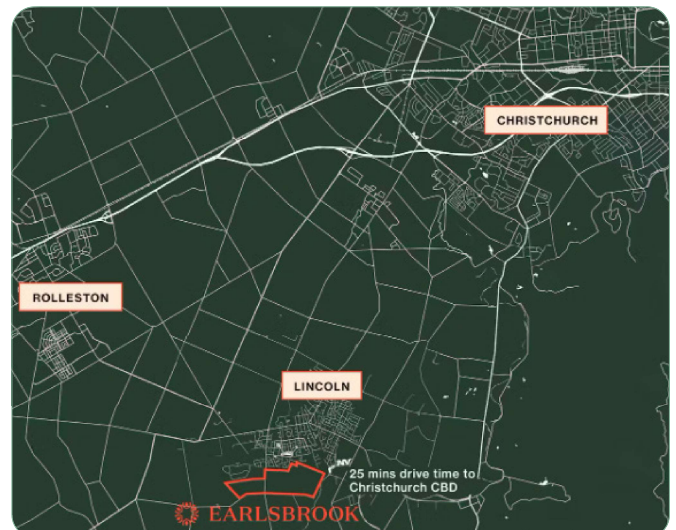 CHRISTCHURCH
ROLLESTON
LINCOLN
25 mins drive time to
Christchurch CBD
EARLSBROOK